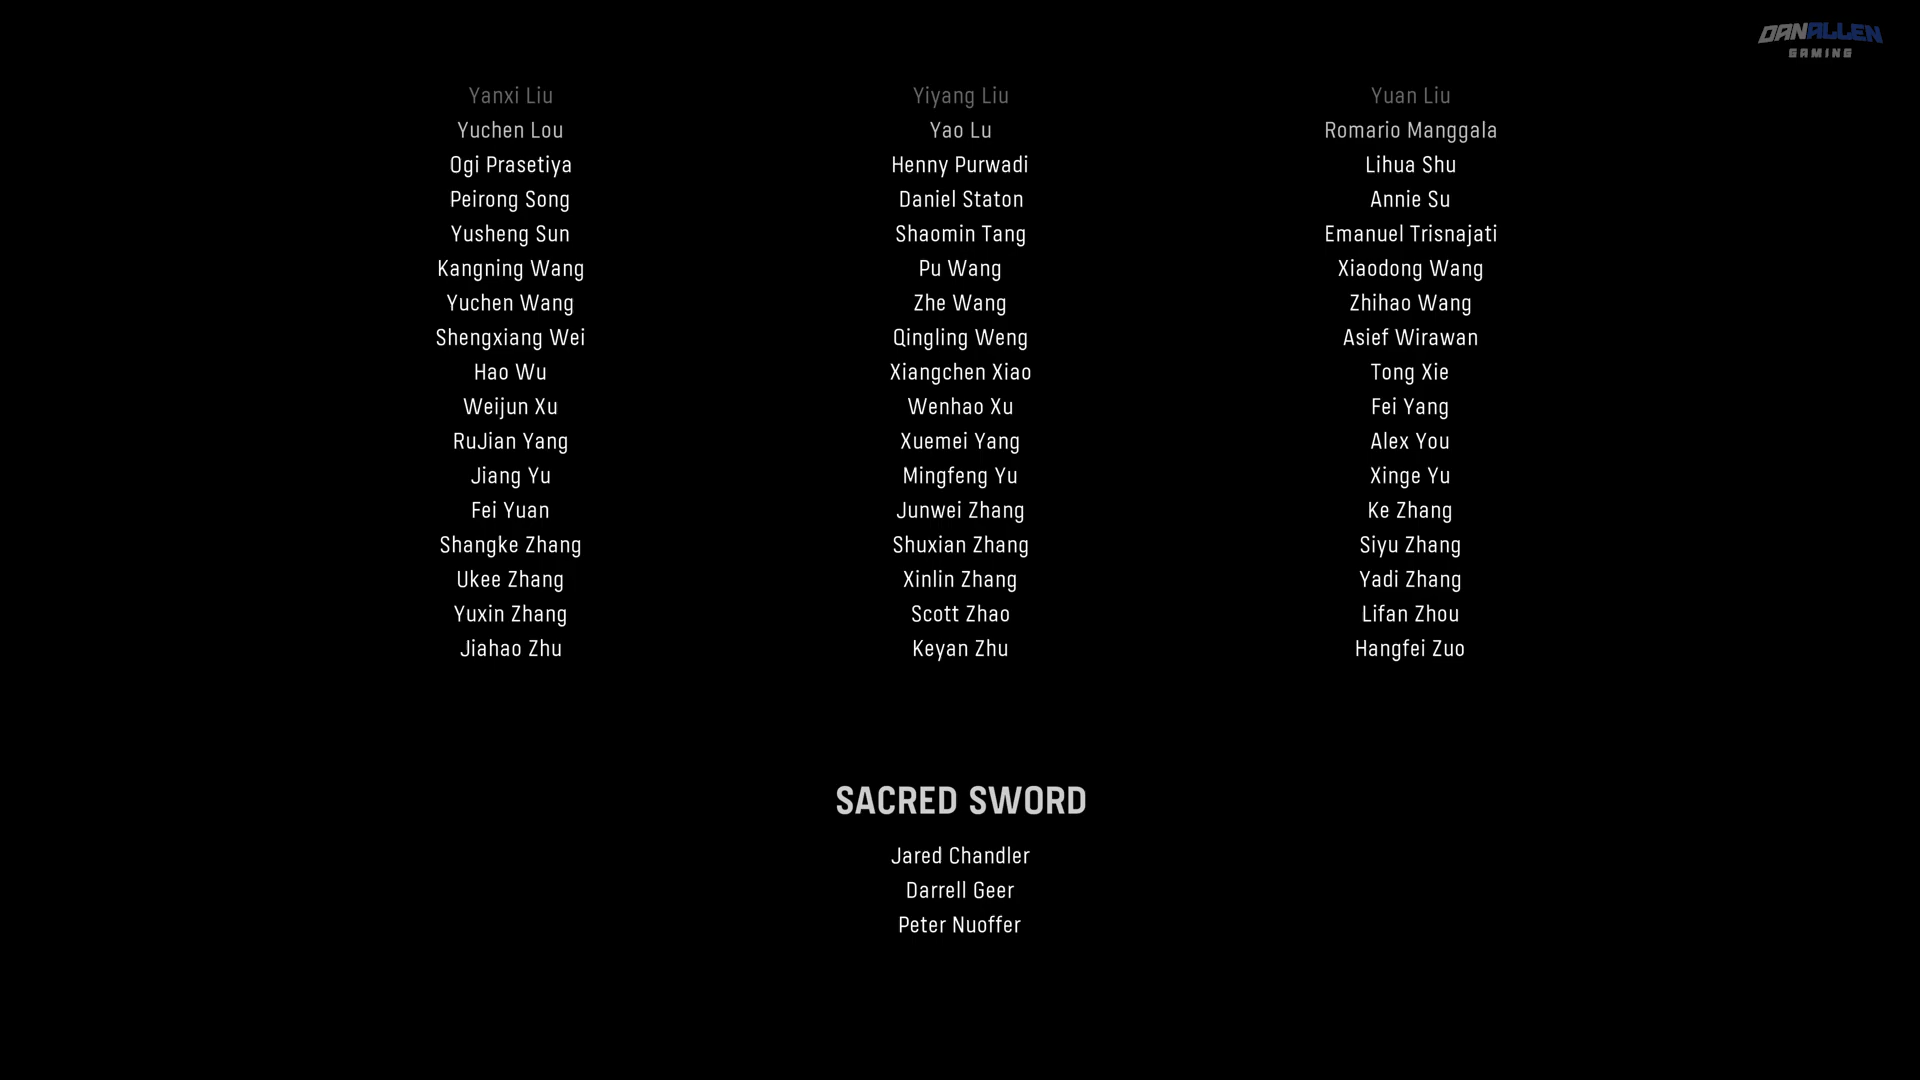 DANALLEN
GAMING
Yanxi Liu Yiyang Liu Yuan Liu
Yuchen Lou Yao Lu Romario Manggala
Ogi Prasetiya Henny Purwadi Lihua Shu
Peirong Song Daniel Staton Annie Su
Yusheng Sun Shaomin Tang Emanuel Trisnajati
Kangning Wang Pu Wang Xiaodong Wang
Yuchen Wang Zhe Wang Zhihao Wang
Shengxiang Wei Qingling Weng Asief Wirawan
Hao Wu Xiangchen Xiao Tong Xie
Weijun Xu Wenhao Xu Fei Yang
RuJian Yang Xuemei Yang Alex You
Jiang Yu Mingfeng Yu Xinge Yu
Fei Yuan Junwei Zhang Ke Zhang
Shangke Zhang Shuxian Zhang Siyu Zhang
Ukee Zhang Xinlin Zhang Yadi Zhang
Yuxin Zhang Scott Zhao Lifan Zhou
Jiahao Zhu Keyan Zhu Hangfei Zuo
SACRED SWORD
Jared Chandler
Darrell Geer
Peter Nuoffer